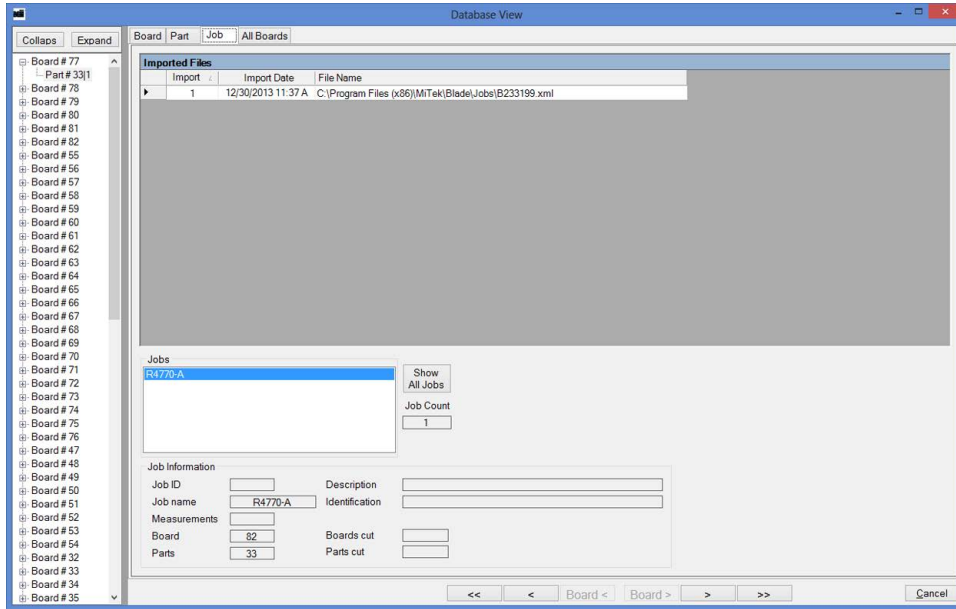 Database View
Collaps Expand
Board Part Job All Boards
Board # 77
Part# 33|1
Board # 78
Board # 79
Board # 80
Board # 81
Board # 82
Board # 55
Board # 56
Board # 57
Board # 58
Board # 59
Board # 60
Board # 61
Board # 62
Board # 63
Board # 64
Board # 65
Board # 66
Board # 67
Board # 68
Board # 69
Board # 70
Board # 71
Board # 72
Board # 73
Board # 74
Board # 75
Board # 76
Board # 47
Board # 48
Board # 49
Board # 50
Board # 51
Board # 52
Board # 53
Board # 54
Board # 32
Board # 33
Board # 34
Board # 35
Imported Files
Import Import Date File Name
1 12/30/2013 11:37 A C:\Program Files (x86)\MiTek\Blade\Jobs\B233199.xml
Jobs
R4770-A
Show
All Jobs
Job Count
1
Job Information
Job ID Description
Job name R4770-A Identification
Measurements
Board 82 Boards cut
Parts 33 Parts cut
<< < Board < Board > > >> Cancel